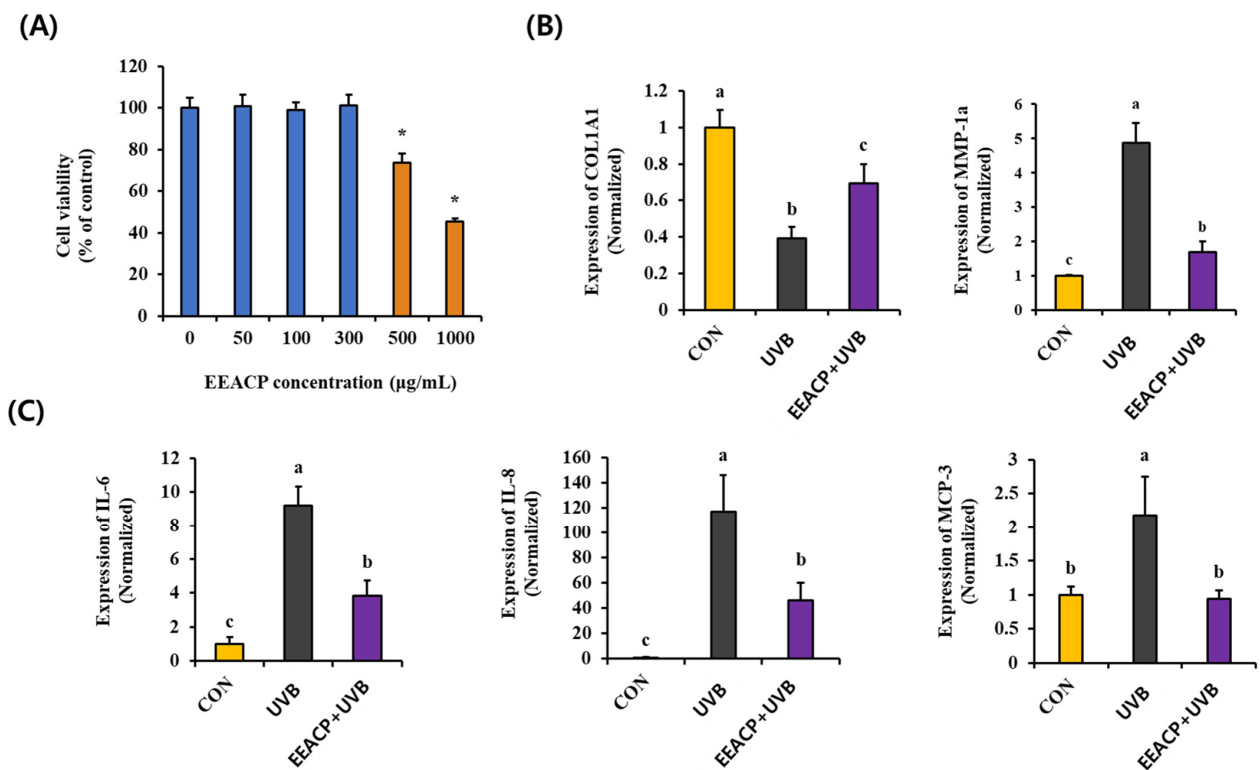 (A)
120
100
80
60
40
20
0
Cell viability
(% of control)
*
*
0 50 100 300 500 1000
EEACP concentration (µg/mL)
(B)
1.2
1
0.8
0.6
0.4
0.2
0
Expression of COL1A1
(Normalized)
a
b
c
CON
UVB
EEACP+UVB
6
5
4
3
2
1
0
Expression of MMP-1a
(Normalized)
c
a
b
CON
UVB
EEACP+UVB
(C)
12
10
8
6
4
2
0
Expression of IL-6
(Normalized)
c
a
b
CON
UVB
EEACP+UVB
160
140
120
100
80
60
40
20
0
Expression of IL-8
(Normalized)
c
a
b
CON
UVB
EEACP+UVB
3
2.5
2
1.5
1
0.5
0
Expression of MCP-3
(Normalized)
b
a
b
CON
UVB
EEACP+UVB